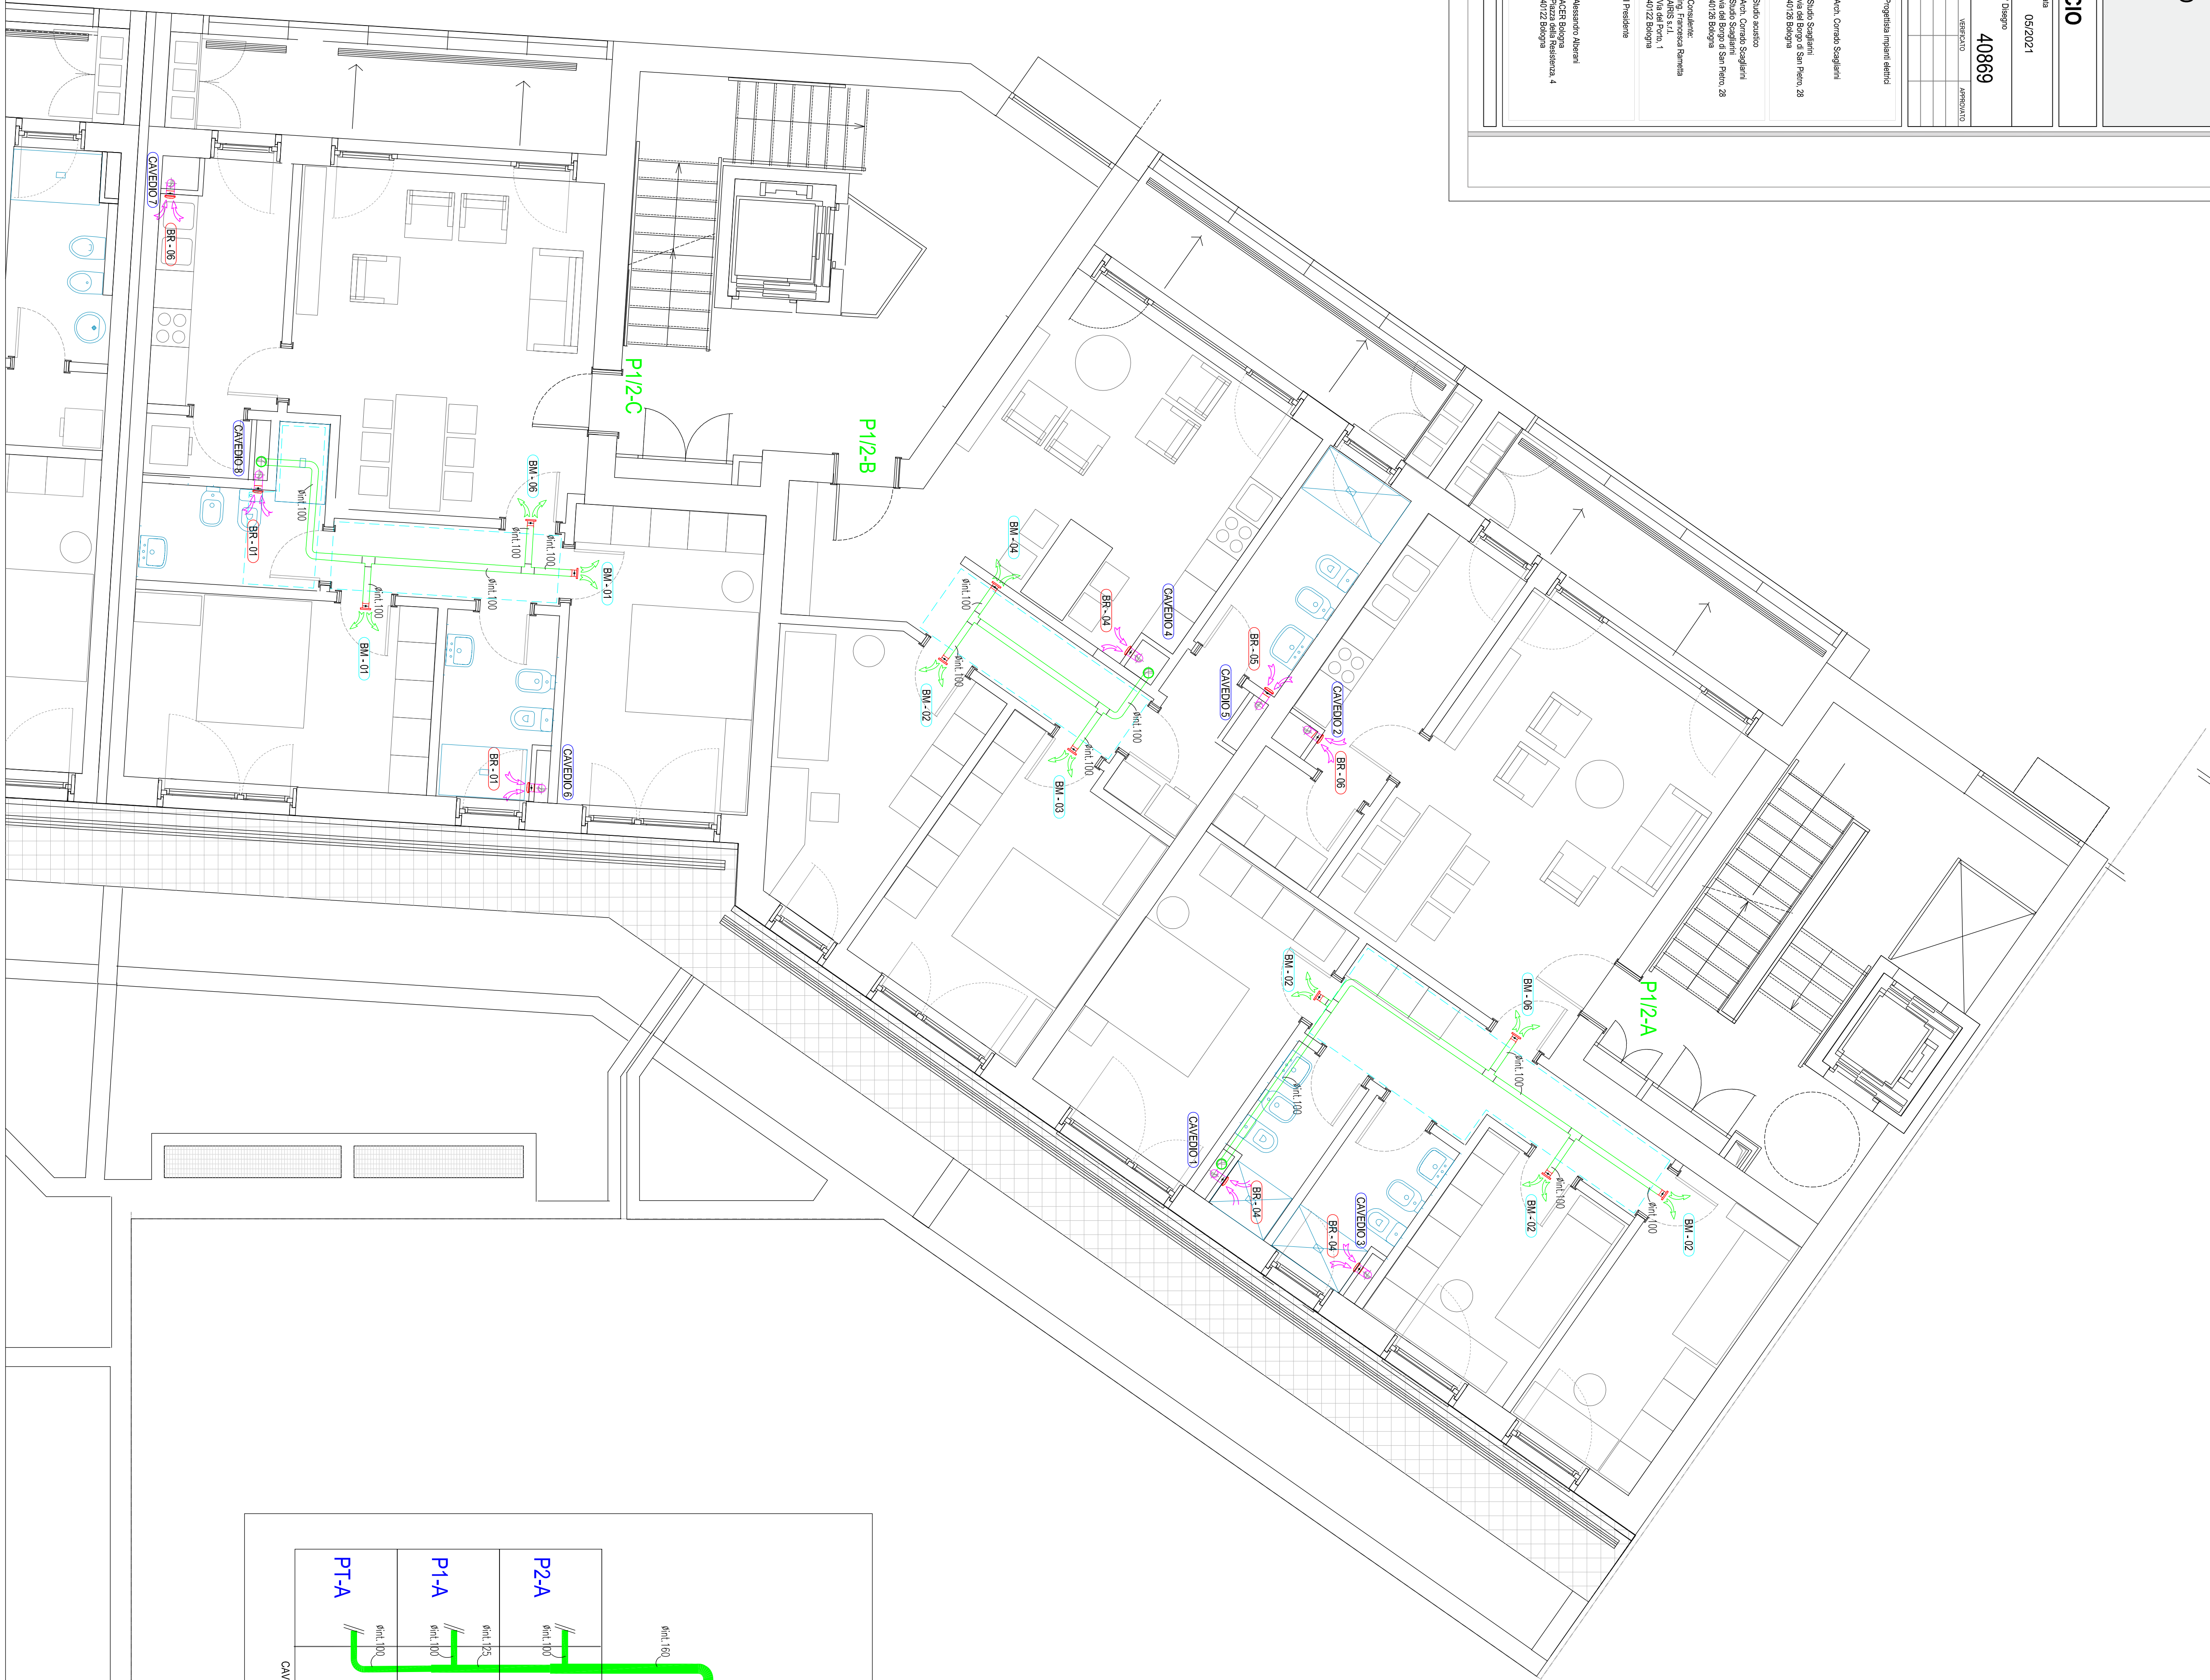 CIO
05/2021
Disegno
40869
VERIFICATO
APPROVATO
Progettista impianti elettrici
Arch. Corrado Scagliarini
Studio Scagliarini
via del Borgo di San Pietro, 28
40126 Bologna
Studio acustico
Arch. Corrado Scagliarini
Studio Scagliarini
via del Borgo di San Pietro, 28
40126 Bologna
Consulente:
Ing. Francesca Rametta
AIRIS s.r.l.
Via del Porto, 1
40122 Bologna
Il Presidente
Alessandro Alberani
ACER Bologna
Piazza della Resistenza, 4
40122 Bologna
CAVEDIO 7
BR - 06
P1/2-C
P1/2-B
CAVEDIO 8
BR - 01
øint.100
BM - 06
øint.100
øint.100
BM - 01
øint.100
øint.100
BM - 01
BR - 01
CAVEDIO 6
BM - 04
øint.100
BM - 02
øint.100
BR - 04
CAVEDIO 4
øint.100
øint.100
BM - 03
BR - 05
CAVEDIO 5
CAVEDIO 2
BR - 06
P1/2-A
BM - 02
BM - 06
øint.100
øint.100
CAVEDIO 1
BR - 04
CAVEDIO 3
BR - 04
øint.100
BM - 02
øint.100
BM - 02
P2-A
P1-A
PT-A
øint.160
øint.100
øint.125
øint.100
øint.100
CAV